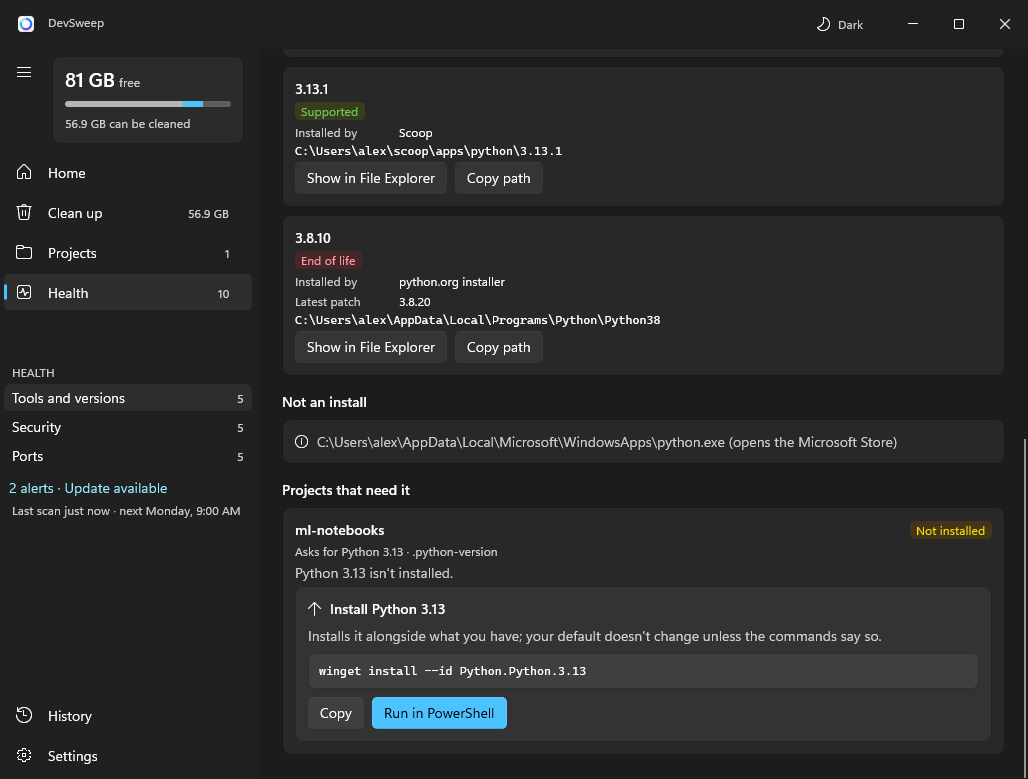 DevSweep
Dark
81 GB free
56.9 GB can be cleaned
Home
Clean up 56.9 GB
Projects 1
Health 10
HEALTH
Tools and versions 5
Security 5
Ports 5
2 alerts · Update available
Last scan just now · next Monday, 9:00 AM
History
Settings
3.13.1
Supported
Installed by Scoop
C:\Users\alex\scoop\apps\python\3.13.1
Show in File Explorer Copy path
3.8.10
End of life
Installed by python.org installer
Latest patch 3.8.20
C:\Users\alex\AppData\Local\Programs\Python\Python38
Show in File Explorer Copy path
Not an install
C:\Users\alex\AppData\Local\Microsoft\WindowsApps\python.exe (opens the Microsoft Store)
Projects that need it
ml-notebooks Not installed
Asks for Python 3.13 · .python-version
Python 3.13 isn't installed.
Install Python 3.13
Installs it alongside what you have; your default doesn't change unless the commands say so.
winget install --id Python.Python.3.13
Copy Run in PowerShell